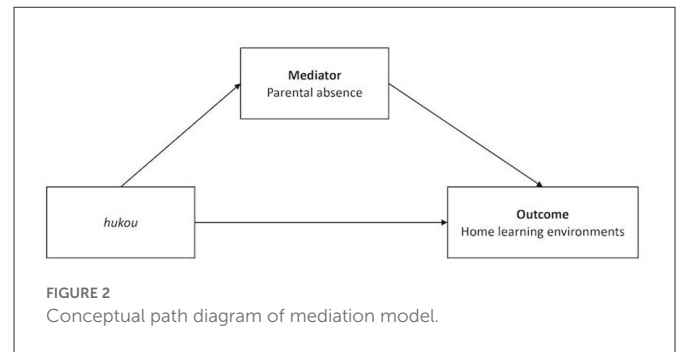 Mediator
Parental absence
hukou
Outcome
Home learning environments
FIGURE 2
Conceptual path diagram of mediation model.